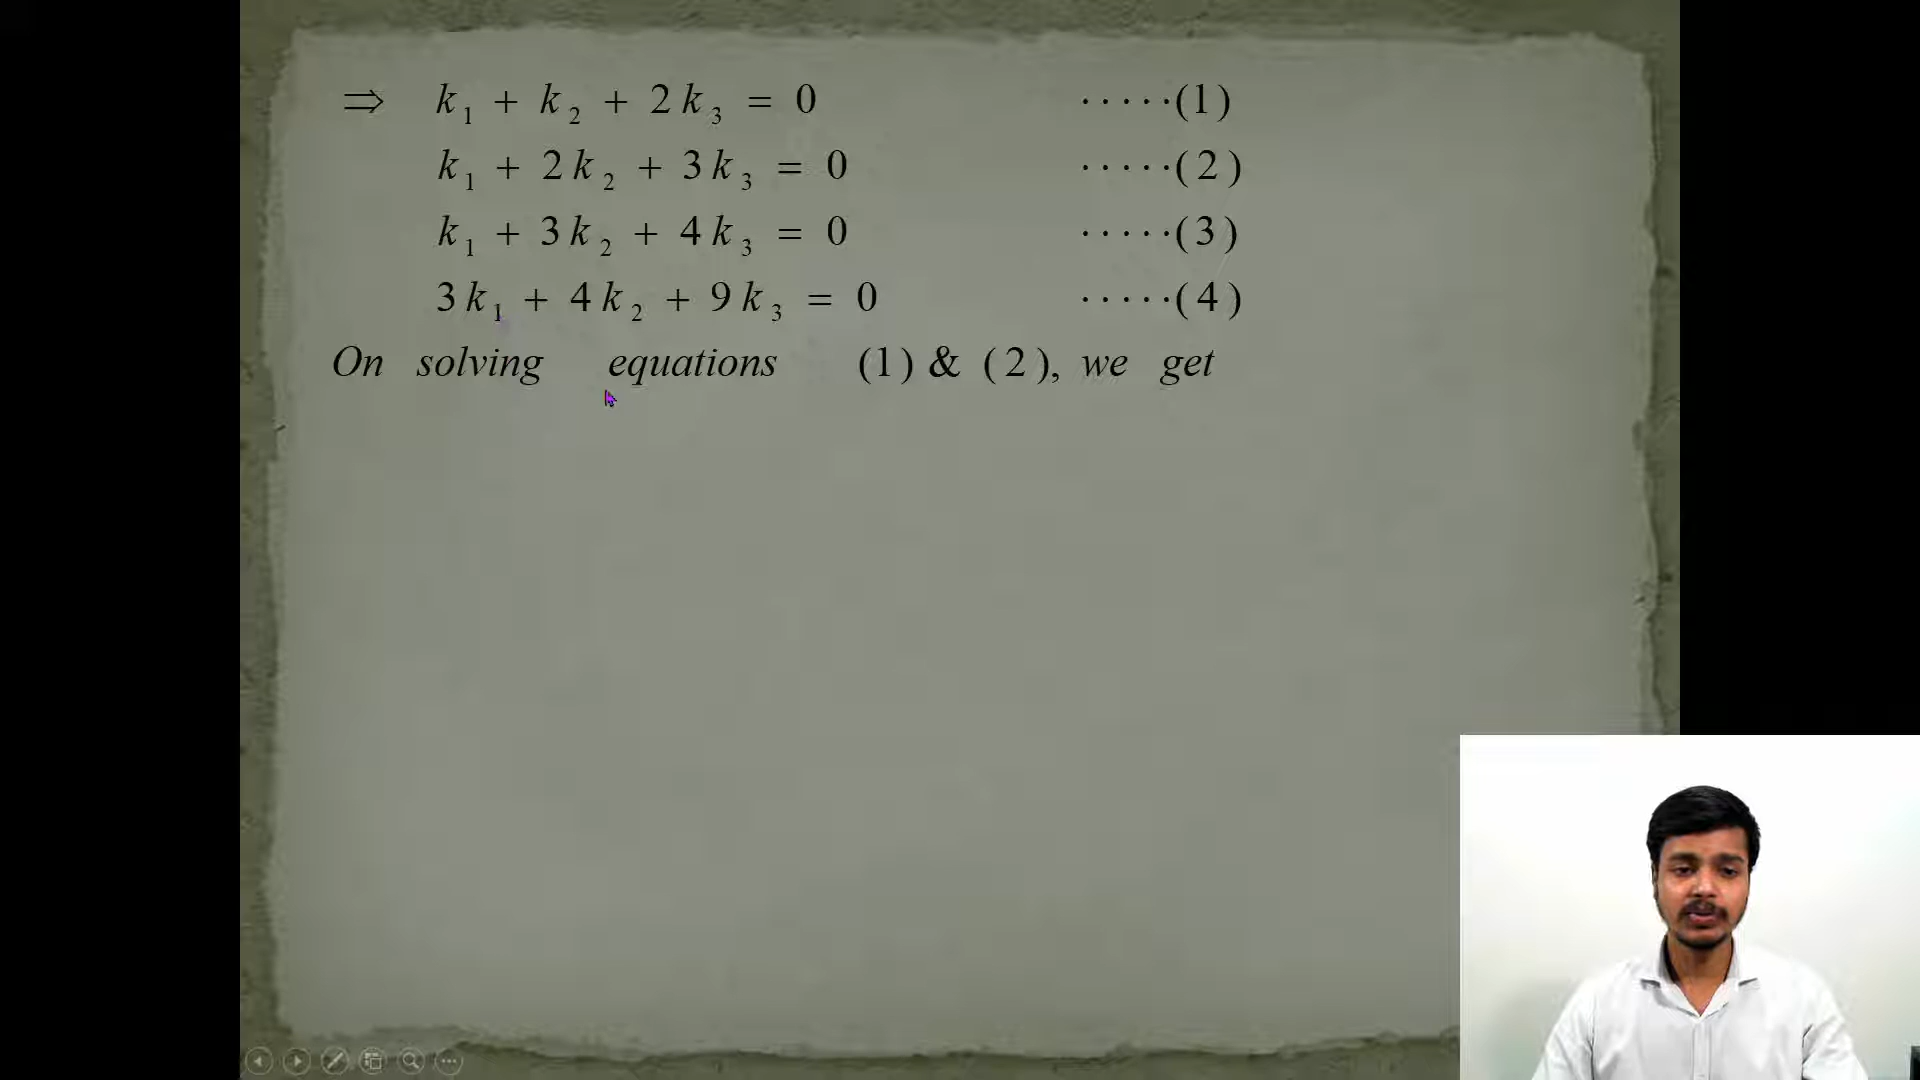 ⇒ k₁ + k₂ + 2k₃ = 0 ·····(1)
k₁ + 2k₂ + 3k₃ = 0 ·····(2)
k₁ + 3k₂ + 4k₃ = 0 ·····(3)
3k₁ + 4k₂ + 9k₃ = 0 ·····(4)
On solving equations (1) & (2), we get